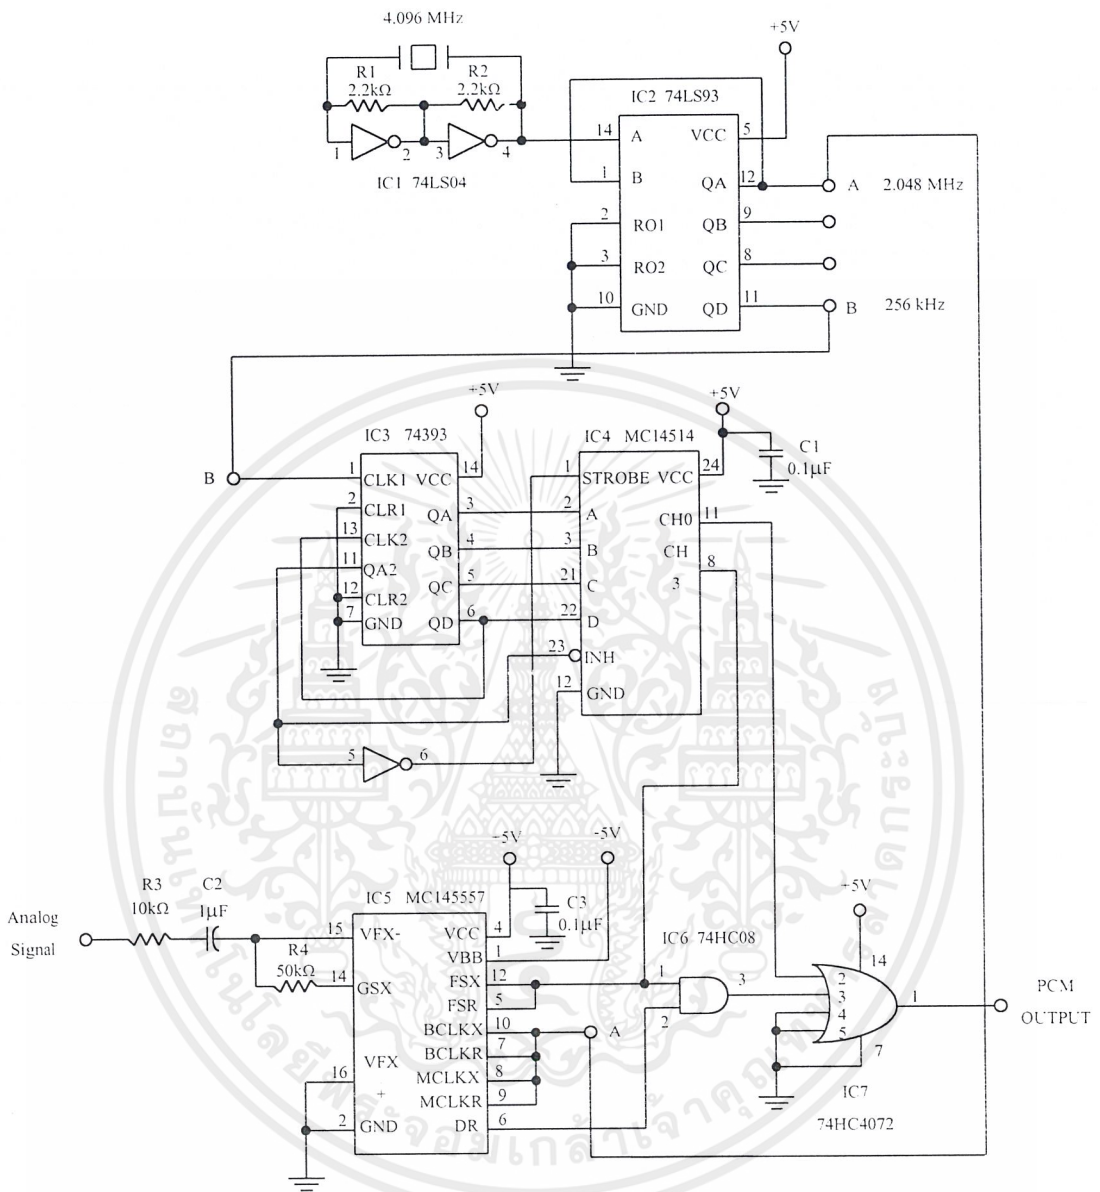 4.096 MHz
R1
2.2kΩ
R2
2.2kΩ
1
2
3
4
IC1 74LS04
+5V
IC2 74LS93
14 A VCC 5
1 B QA 12
A 2.048 MHz
2 RO1 QB 9
3 RO2 QC 8
10 GND QD 11
B 256 kHz
+5V
IC3 74393
B
1 CLK1 VCC 14
2 CLR1 QA 3
13 CLK2 QB 4
11 QA2 QC 5
12 CLR2
7 GND QD 6
+5V
C1
0.1µF
IC4 MC14514
1 STROBE VCC 24
2 A CH0 11
3 B CH 8
21 C 3
22 D
23 INH
12 GND
5
6
+5V
-5V
C3
0.1µF
Analog
Signal
R3
10kΩ
C2
1µF
R4
50kΩ
IC5 MC145557
15 VFX- VCC 4
VBB 1
14 GSX FSX 12
FSR 5
BCLKX 10
A
BCLKR 7
16 VFX MCLKX 8
+ MCLKR 9
2 GND DR 6
IC6 74HC08
1
2
3
+5V
14
2
3
4
5
1
7
PCM
OUTPUT
IC7
74HC4072